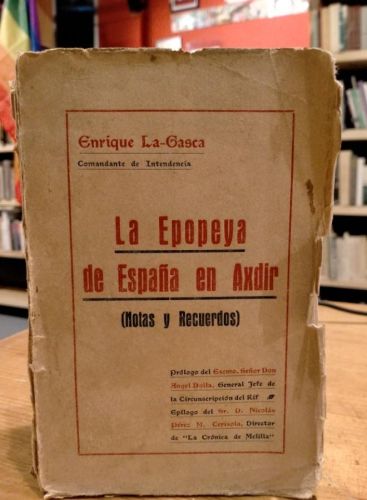 Enrique La-Gasca
Comandante de Intendencia
La Epopeya
de España en Axdir
(Notas y Recuerdos)
Prólogo del Excmo. Señor Don
Angel Dolla, General Jefe de
la Circunscripción del Rif
Epílogo del Sr. D. Nicolás
Pérez M. Cerisola, Director
de "La Crónica de Melilla"